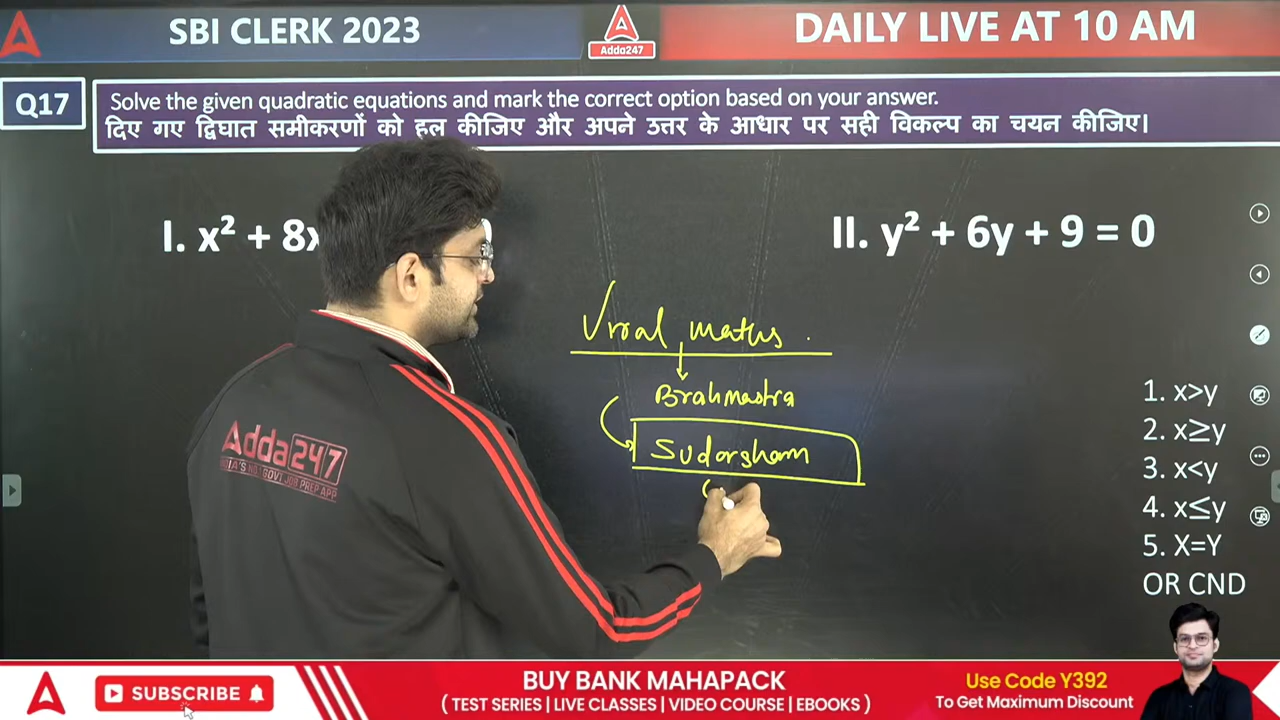 SBI CLERK 2023
Adda247
DAILY LIVE AT 10 AM
Q17
Solve the given quadratic equations and mark the correct option based on your answer.
दिए गए द्विघात समीकरणों को हल कीजिए और अपने उत्तर के आधार पर सही विकल्प का चयन कीजिए।
I. x² + 8x
II. y² + 6y + 9 = 0
Viral maths.
Brahmastra
Sudarsham
1. x>y
2. x≥y
3. x<y
4. x≤y
5. X=Y
OR CND
Adda247
INDIA'S NO.1 GOVT JOB PREP APP
SUBSCRIBE
BUY BANK MAHAPACK
( TEST SERIES | LIVE CLASSES | VIDEO COURSE | EBOOKS )
Use Code Y392
To Get Maximum Discount